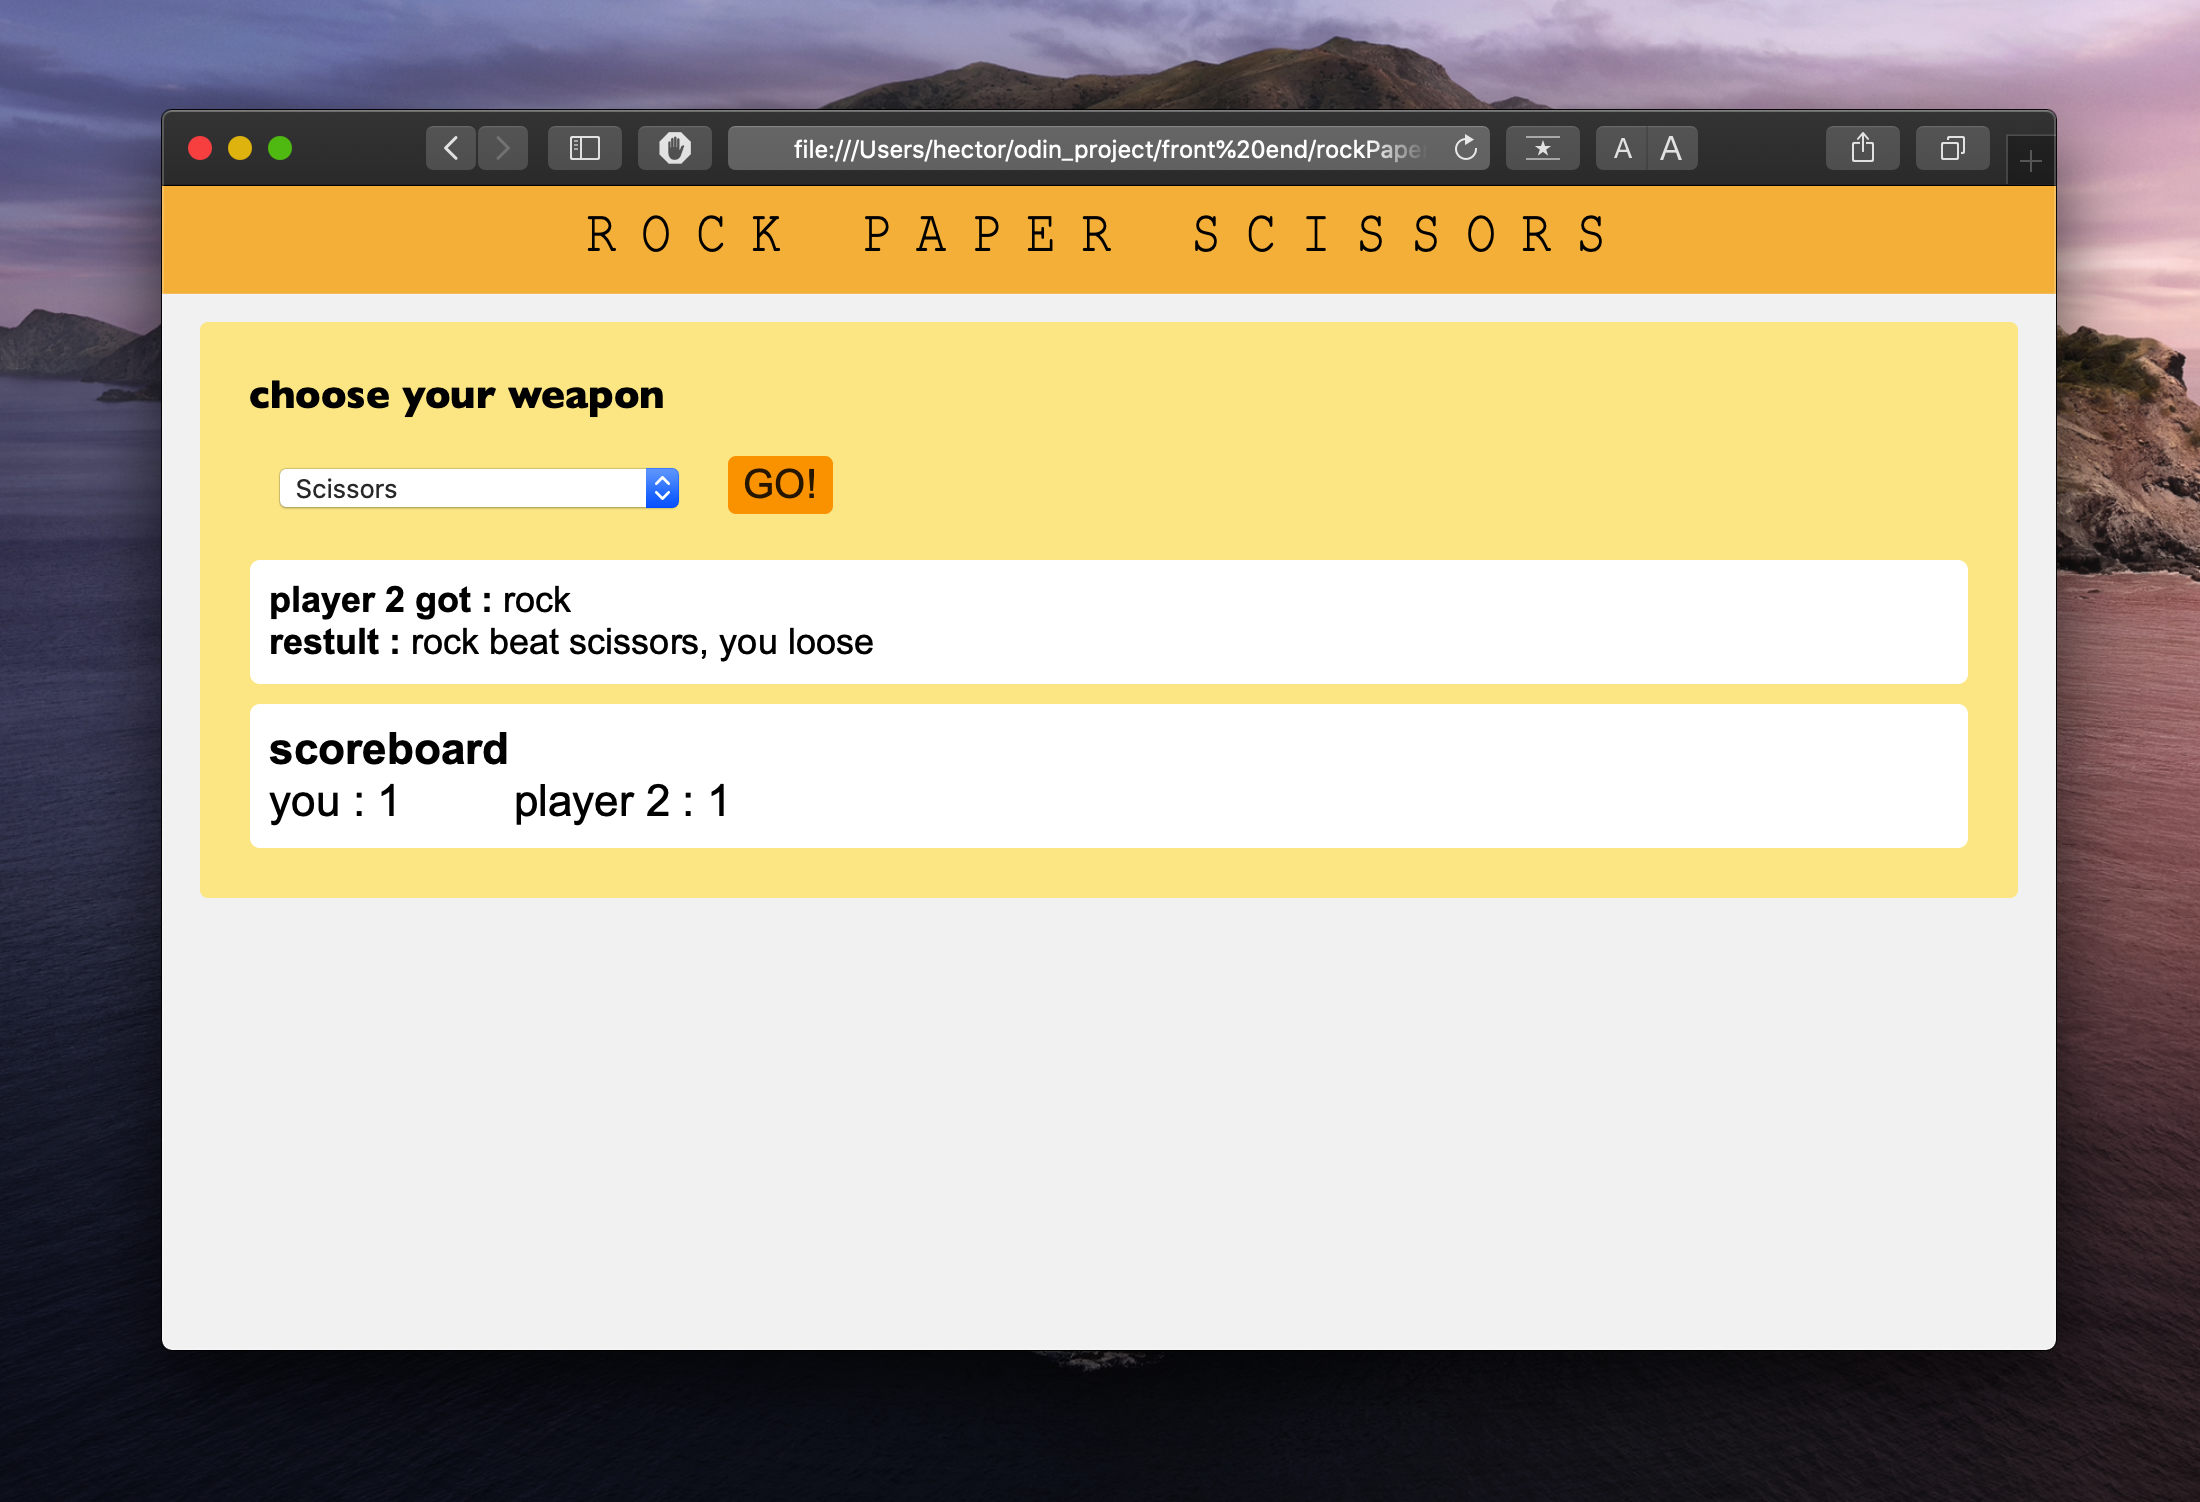 file:///Users/hector/odin_project/front%20end/rockPape
A A
ROCK PAPER SCISSORS
choose your weapon
Scissors
GO!
player 2 got : rock
restult : rock beat scissors, you loose
scoreboard
you : 1 player 2 : 1